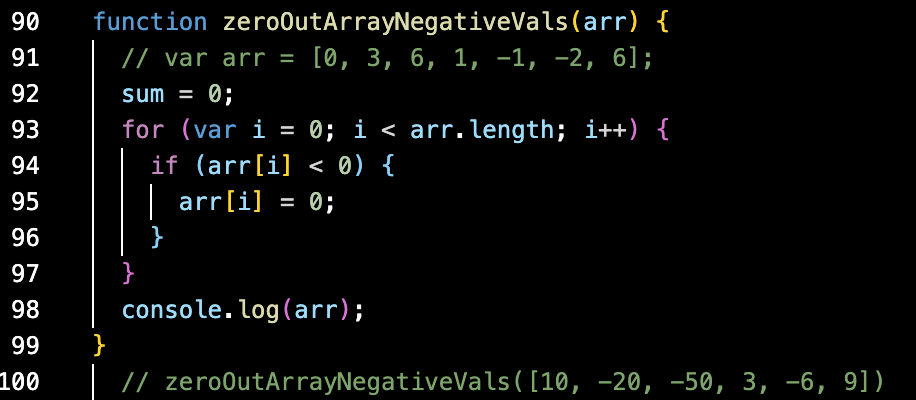 90 function zeroOutArrayNegativeVals(arr) {
91 // var arr = [0, 3, 6, 1, -1, -2, 6];
92 sum = 0;
93 for (var i = 0; i < arr.length; i++) {
94 if (arr[i] < 0) {
95 arr[i] = 0;
96 }
97 }
98 console.log(arr);
99 }
100 // zeroOutArrayNegativeVals([10, -20, -50, 3, -6, 9])